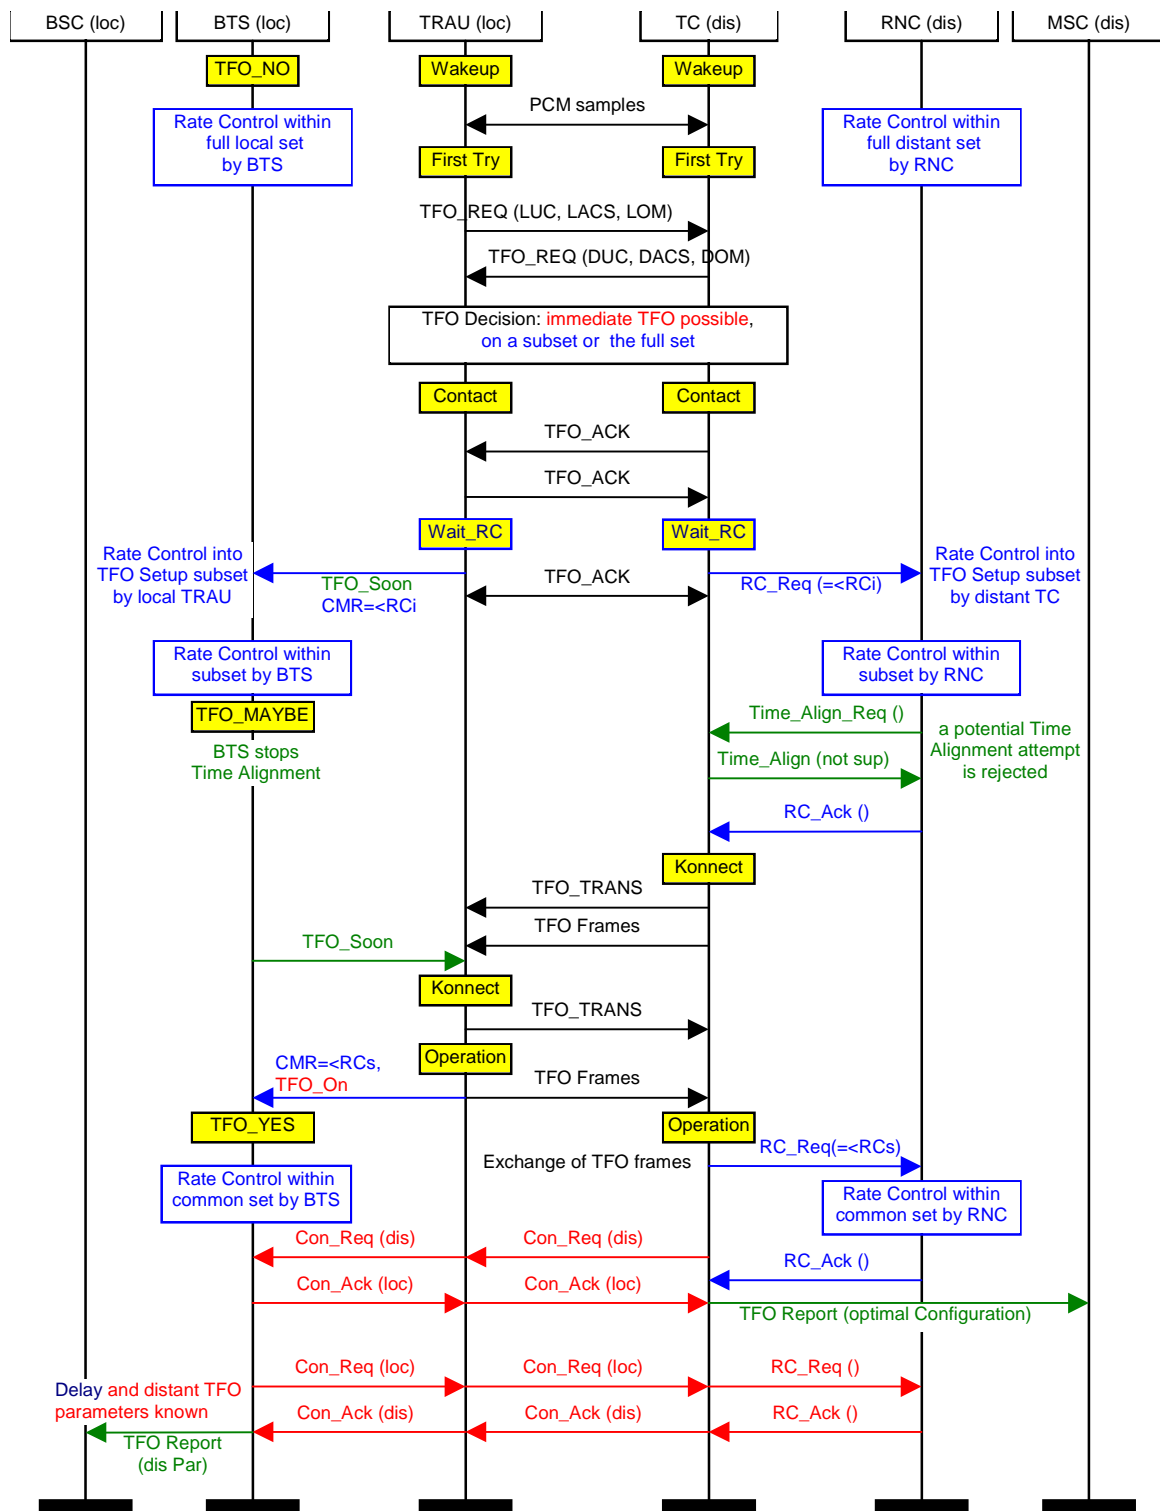 BSC (loc)
BTS (loc)
TRAU (loc)
TC (dis)
RNC (dis)
MSC (dis)
TFO_NO
Wakeup
Wakeup
PCM samples
Rate Control within
full local set
by BTS
Rate Control within
full distant set
by RNC
First Try
First Try
TFO_REQ (LUC, LACS, LOM)
TFO_REQ (DUC, DACS, DOM)
TFO Decision: immediate TFO possible,
on a subset or the full set
Contact
Contact
TFO_ACK
TFO_ACK
Wait_RC
Wait_RC
Rate Control into
TFO Setup subset
by local TRAU
TFO_Soon
CMR=<RCi
TFO_ACK
RC_Req (=<RCi)
Rate Control into
TFO Setup subset
by distant TC
Rate Control within
subset by BTS
Rate Control within
subset by RNC
TFO_MAYBE
BTS stops
Time Alignment
Time_Align_Req ()
Time_Align (not sup)
a potential Time
Alignment attempt
is rejected
RC_Ack ()
Konnect
TFO_TRANS
TFO Frames
TFO_Soon
Konnect
TFO_TRANS
Operation
CMR=<RCs,
TFO_On
TFO Frames
TFO_YES
Operation
Exchange of TFO frames
RC_Req(=<RCs)
Rate Control within
common set by BTS
Rate Control within
common set by RNC
Con_Req (dis)
Con_Req (dis)
RC_Ack ()
Con_Ack (loc)
Con_Ack (loc)
TFO Report (optimal Configuration)
Con_Req (loc)
Con_Req (loc)
RC_Req ()
Delay and distant TFO
parameters known
Con_Ack (dis)
Con_Ack (dis)
RC_Ack ()
TFO Report
(dis Par)